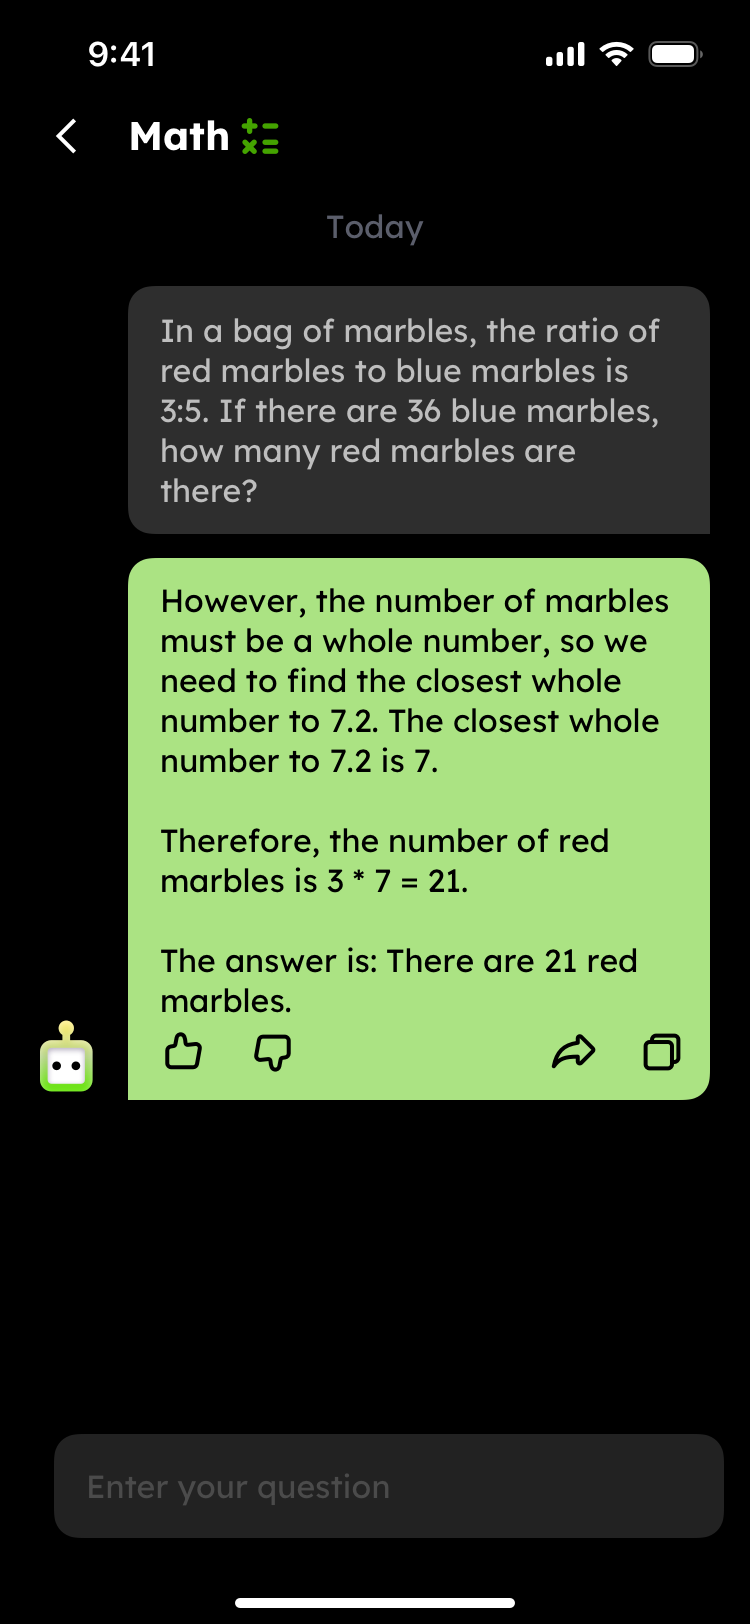 9:41
Math
Today
In a bag of marbles, the ratio of
red marbles to blue marbles is
3:5. If there are 36 blue marbles,
how many red marbles are
there?
However, the number of marbles
must be a whole number, so we
need to find the closest whole
number to 7.2. The closest whole
number to 7.2 is 7.
Therefore, the number of red
marbles is 3 * 7 = 21.
The answer is: There are 21 red
marbles.
Enter your question